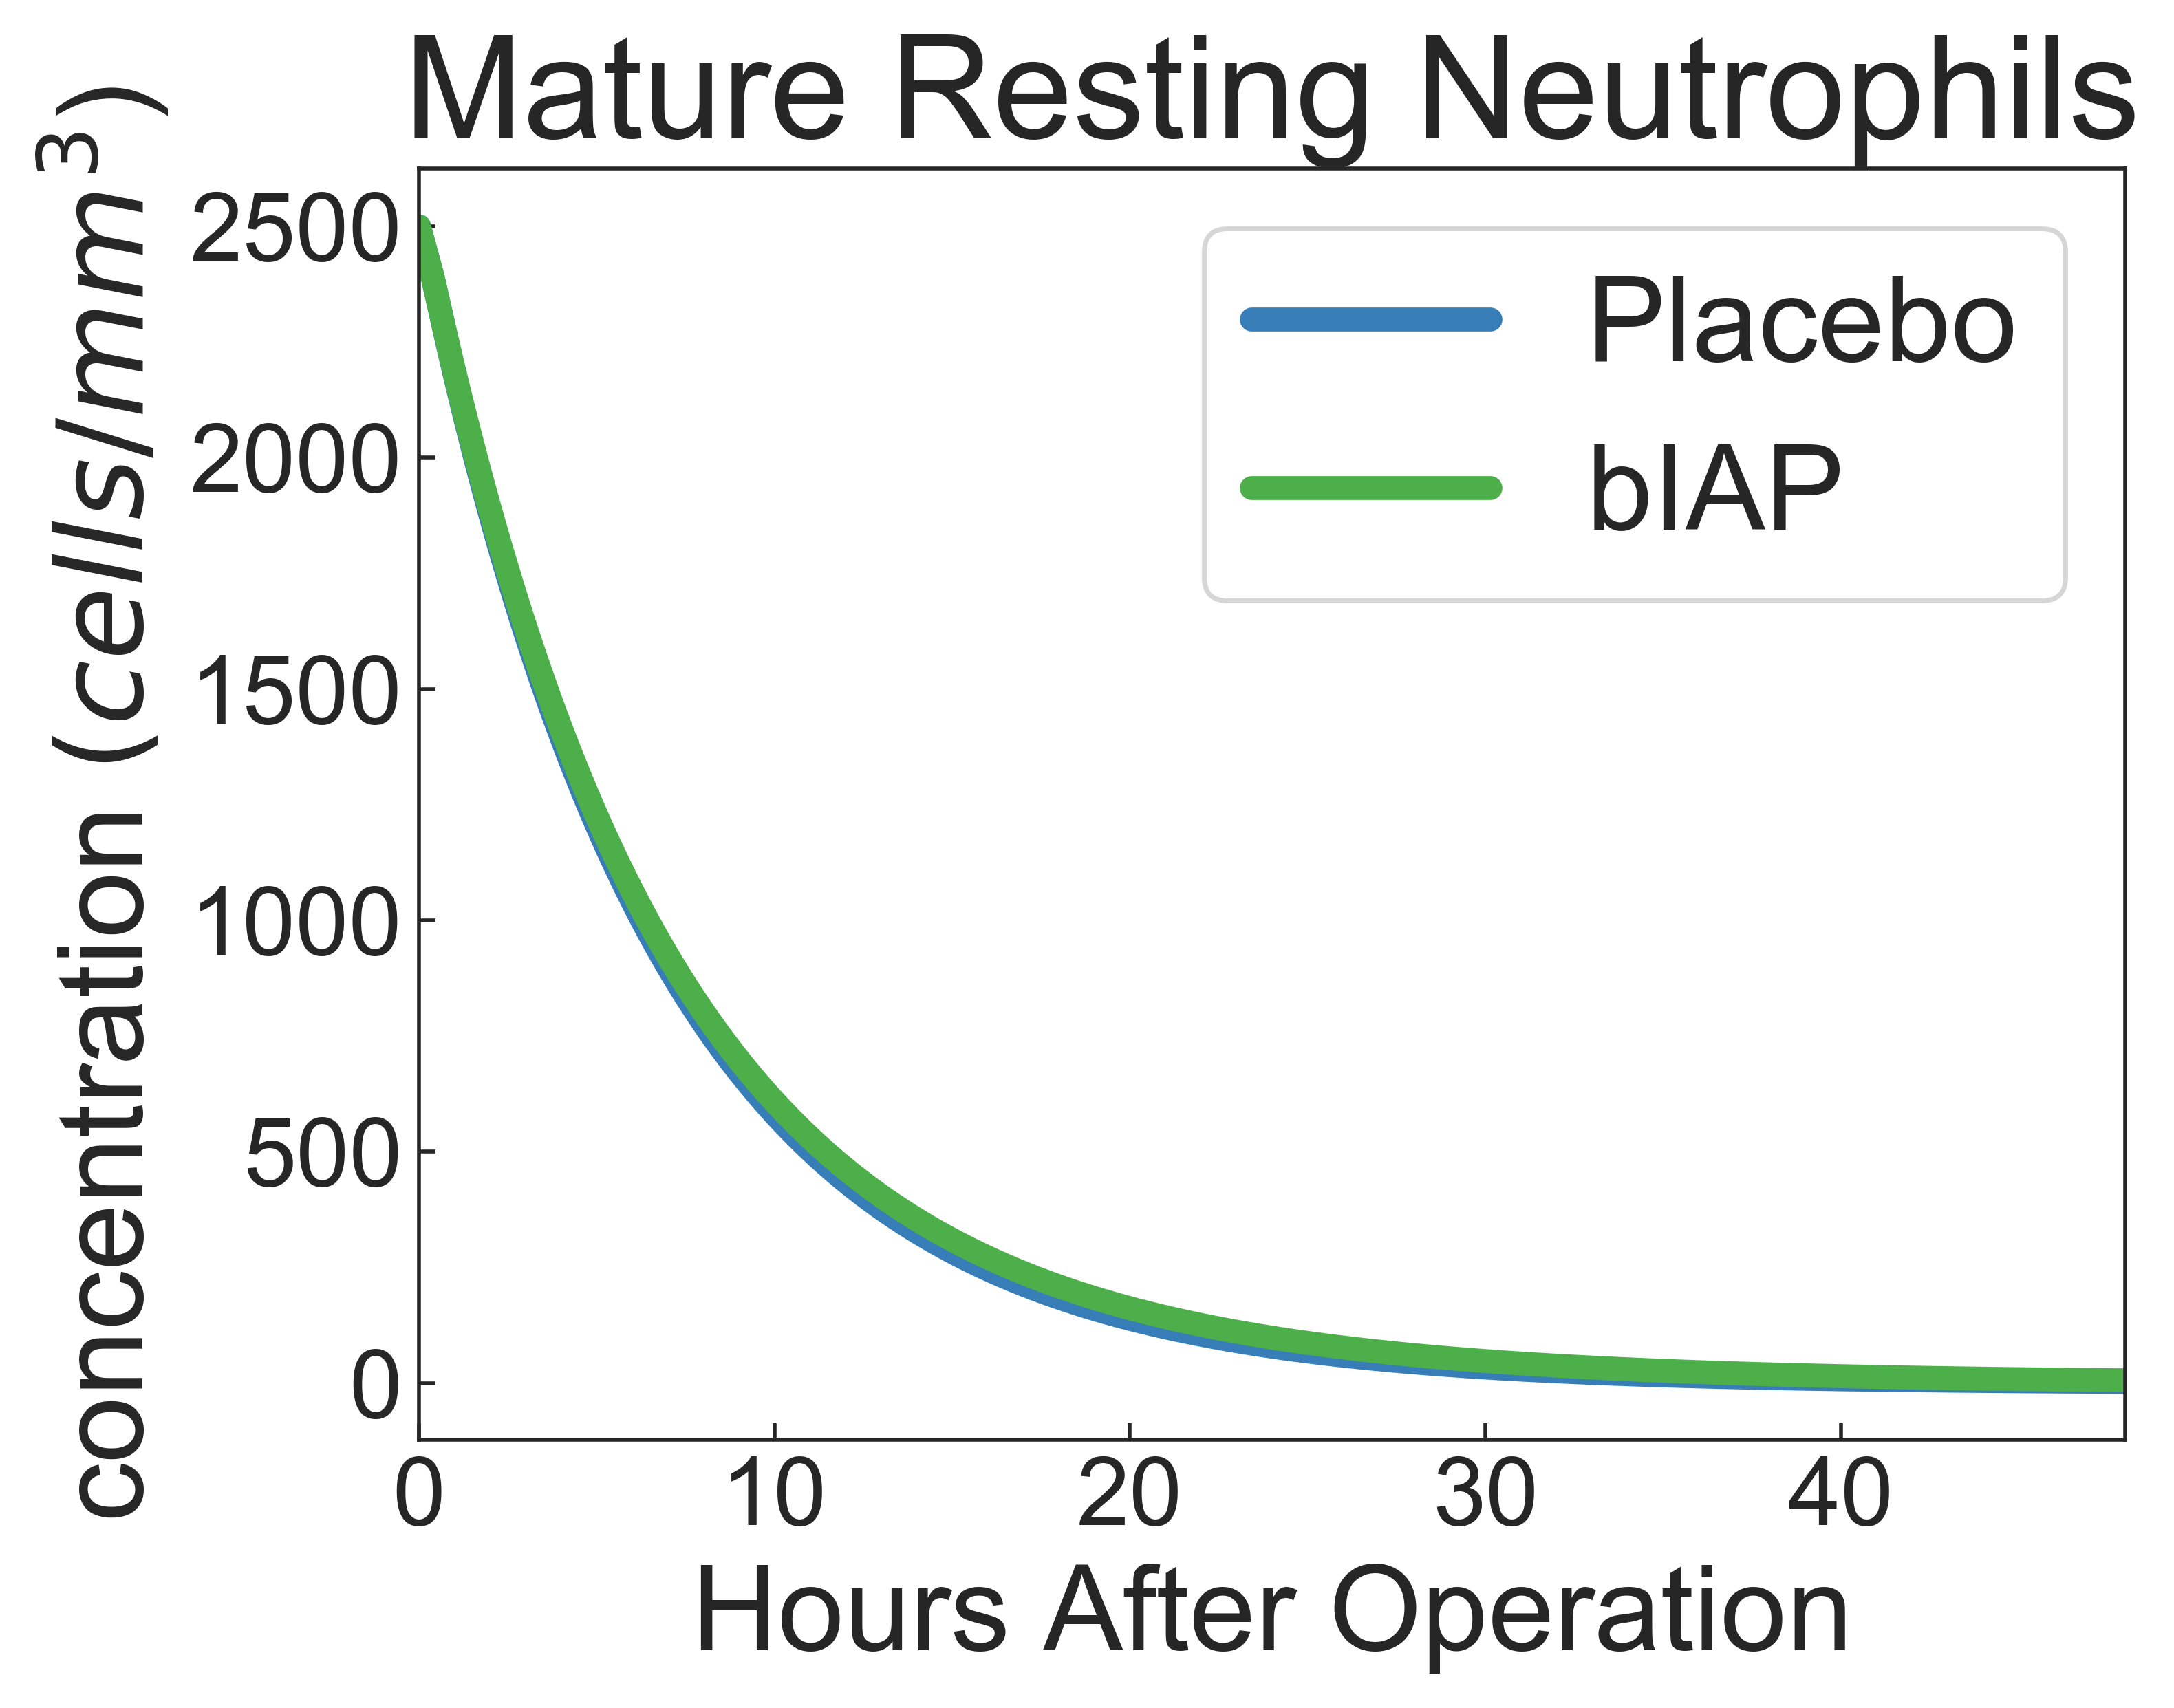 Mature Resting Neutrophils
concentration (cells/mm³)
2500
2000
1500
1000
500
0
Placebo
bIAP
0 10 20 30 40
Hours After Operation